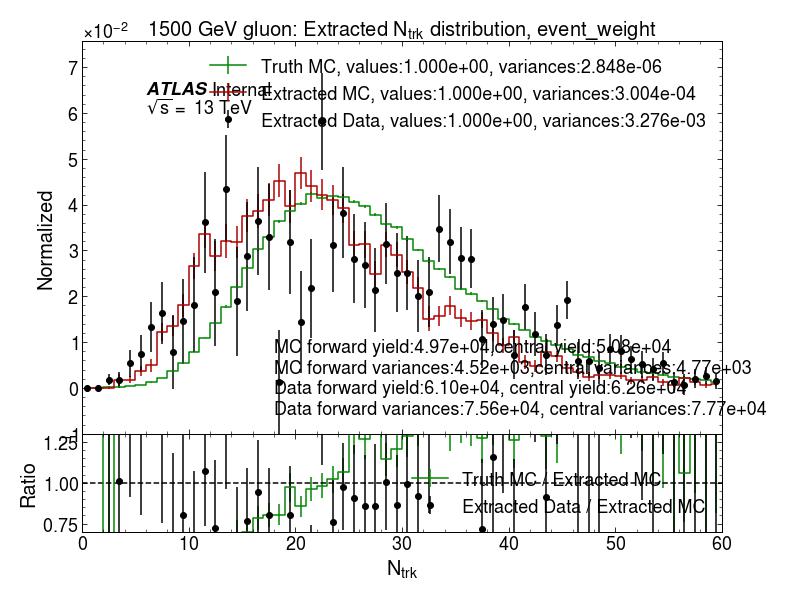 ×10⁻²
1500 GeV gluon: Extracted Ntrk distribution, event_weight
Truth MC, values:1.000e+00, variances:2.848e-06
ATLAS Internal
Extracted MC, values:1.000e+00, variances:3.004e-04
√s = 13 TeV
Extracted Data, values:1.000e+00, variances:3.276e-03
Normalized
7
6
5
4
3
2
1
0
1
MC forward yield:4.97e+04,central yield:5.08e+04
MC forward variances:4.52e+03,central variances:4.77e+03
Data forward yield:6.10e+04, central yield:6.26e+04
Data forward variances:7.56e+04, central variances:7.77e+04
Ratio
1.25
1.00
0.75
Truth MC / Extracted MC
Extracted Data / Extracted MC
0 10 20 30 40 50 60
Ntrk